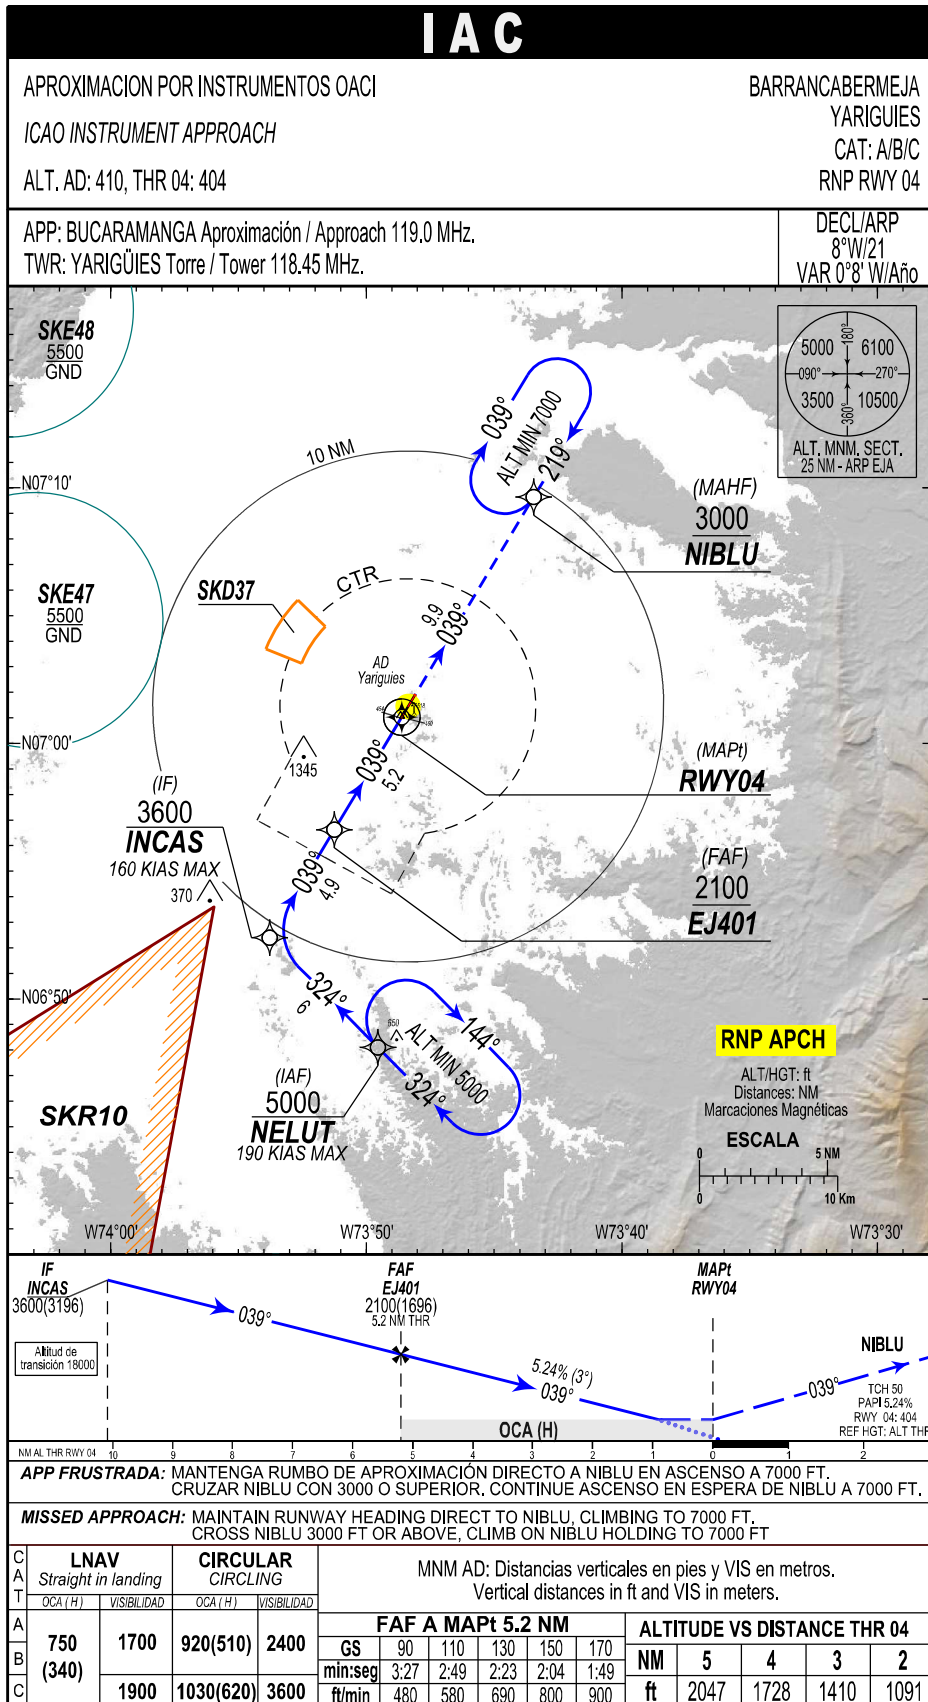 IAC
APROXIMACION POR INSTRUMENTOS OACI
ICAO INSTRUMENT APPROACH
ALT. AD: 410, THR 04: 404
BARRANCABERMEJA
YARIGUIES
CAT: A/B/C
RNP RWY 04
APP: BUCARAMANGA Aproximación / Approach 119.0 MHz.
TWR: YARIGÜIES Torre / Tower 118.45 MHz.
DECL/ARP
8°W/21
VAR 0°8' W/Año
SKE48
5500
GND
5000 180° 6100
090° 270°
3500 360° 10500
ALT. MNM. SECT.
25 NM - ARP EJA
039°
ALT MIN 7000
219°
10 NM
N07°10'
(MAHF)
3000
NIBLU
SKE47
5500
GND
SKD37
CTR
9.9
039°
AD
Yariguies
N07°00'
1345
039°
5.2
(MAPt)
RWY04
(IF)
3600
INCAS
160 KIAS MAX
370
039°
4.9
(FAF)
2100
EJ401
N06°50'
324°
6
550
ALT MIN 5000
144°
324°
(IAF)
5000
NELUT
190 KIAS MAX
SKR10
RNP APCH
ALT/HGT: ft
Distances: NM
Marcaciones Magnéticas
ESCALA
0 5 NM
0 10 Km
W74°00' W73°50' W73°40' W73°30'
IF
INCAS
3600(3196)
FAF
EJ401
2100(1696)
5.2 NM THR
MAPt
RWY04
Altitud de
transición 18000
039°
5.24% (3°)
039°
OCA (H)
039°
NIBLU
TCH 50
PAPI 5.24%
RWY 04: 404
REF HGT: ALT THR
NM AL THR RWY 04 10 9 8 7 6 5 4 3 2 1 0 1 2
APP FRUSTRADA: MANTENGA RUMBO DE APROXIMACIÓN DIRECTO A NIBLU EN ASCENSO A 7000 FT.
CRUZAR NIBLU CON 3000 O SUPERIOR. CONTINUE ASCENSO EN ESPERA DE NIBLU A 7000 FT.
MISSED APPROACH: MAINTAIN RUNWAY HEADING DIRECT TO NIBLU, CLIMBING TO 7000 FT.
CROSS NIBLU 3000 FT OR ABOVE, CLIMB ON NIBLU HOLDING TO 7000 FT
CAT
LNAV
Straight in landing
CIRCULAR
CIRCLING
OCA ( H ) VISIBILIDAD OCA ( H ) VISIBILIDAD
MNM AD: Distancias verticales en pies y VIS en metros.
Vertical distances in ft and VIS in meters.
A
B
C
750
(340)
1700 920(510) 2400
1900 1030(620) 3600
FAF A MAPt 5.2 NM
GS 90 110 130 150 170
min:seg 3:27 2:49 2:23 2:04 1:49
ft/min 480 580 690 800 900
ALTITUDE VS DISTANCE THR 04
NM 5 4 3 2
ft 2047 1728 1410 1091